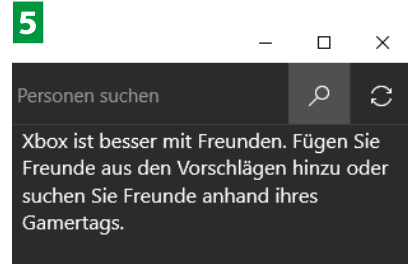 5
Personen suchen
Xbox ist besser mit Freunden. Fügen Sie
Freunde aus den Vorschlägen hinzu oder
suchen Sie Freunde anhand ihres
Gamertags.